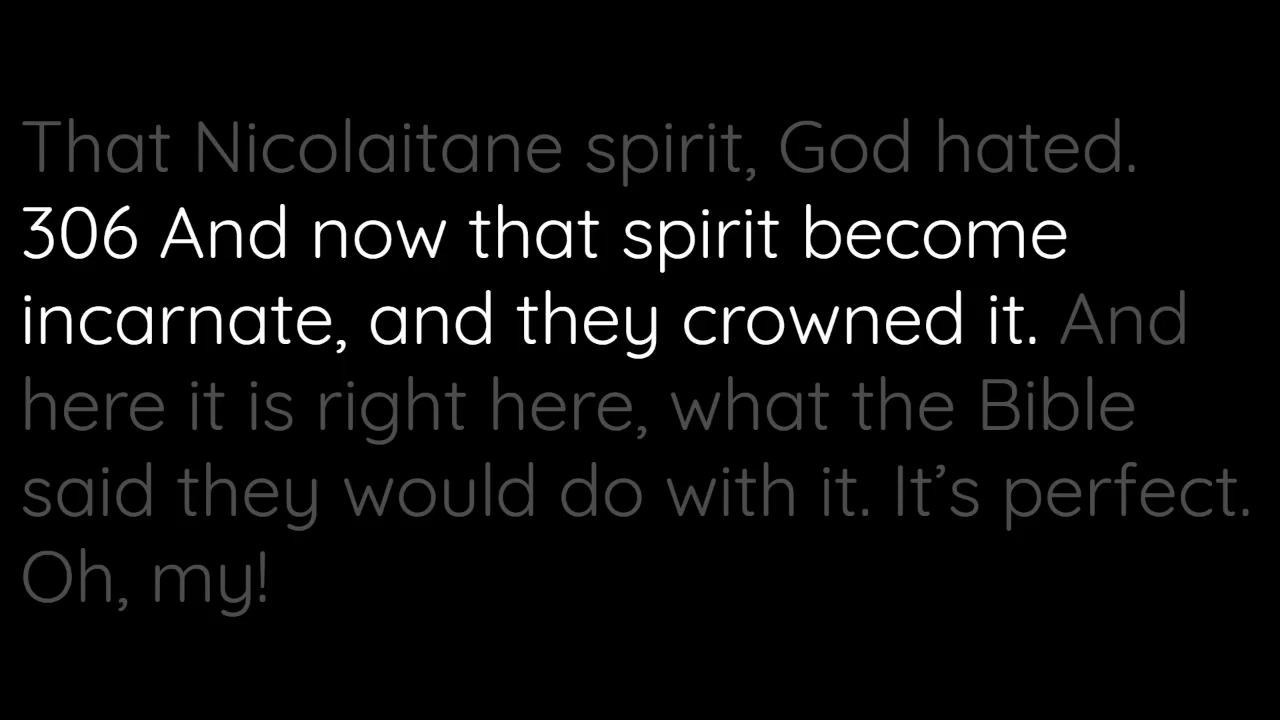 That Nicolaitane spirit, God hated.
306 And now that spirit become
incarnate, and they crowned it. And
here it is right here, what the Bible
said they would do with it. It’s perfect.
Oh, my!